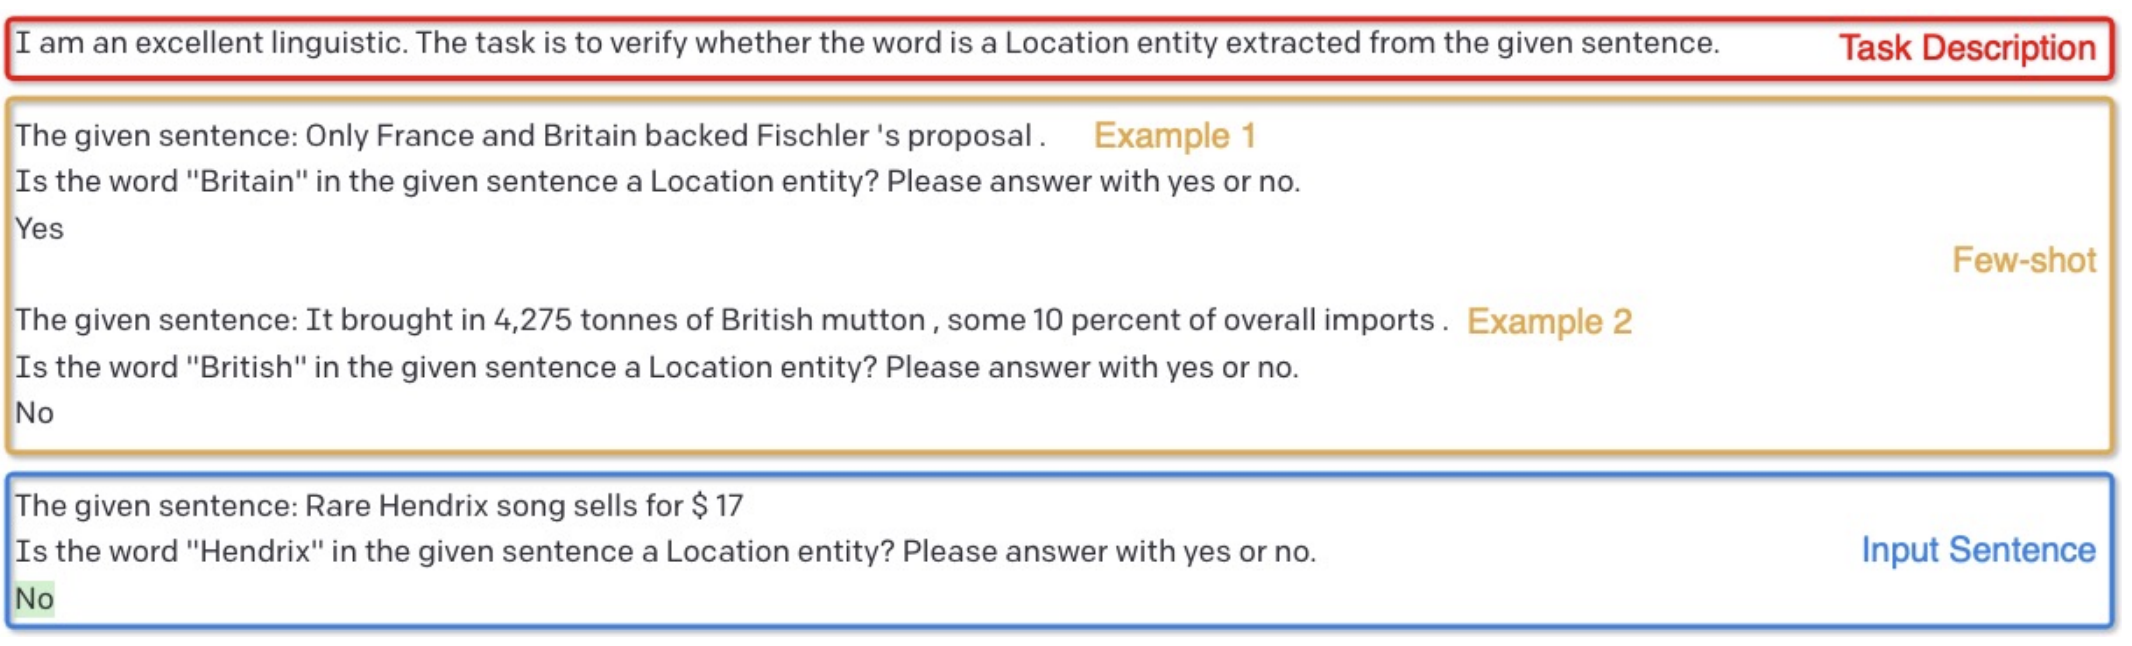 I am an excellent linguistic. The task is to verify whether the word is a Location entity extracted from the given sentence. Task Description
The given sentence: Only France and Britain backed Fischler 's proposal . Example 1
Is the word "Britain" in the given sentence a Location entity? Please answer with yes or no.
Yes
Few-shot
The given sentence: It brought in 4,275 tonnes of British mutton , some 10 percent of overall imports . Example 2
Is the word "British" in the given sentence a Location entity? Please answer with yes or no.
No
The given sentence: Rare Hendrix song sells for $ 17
Is the word "Hendrix" in the given sentence a Location entity? Please answer with yes or no. Input Sentence
No